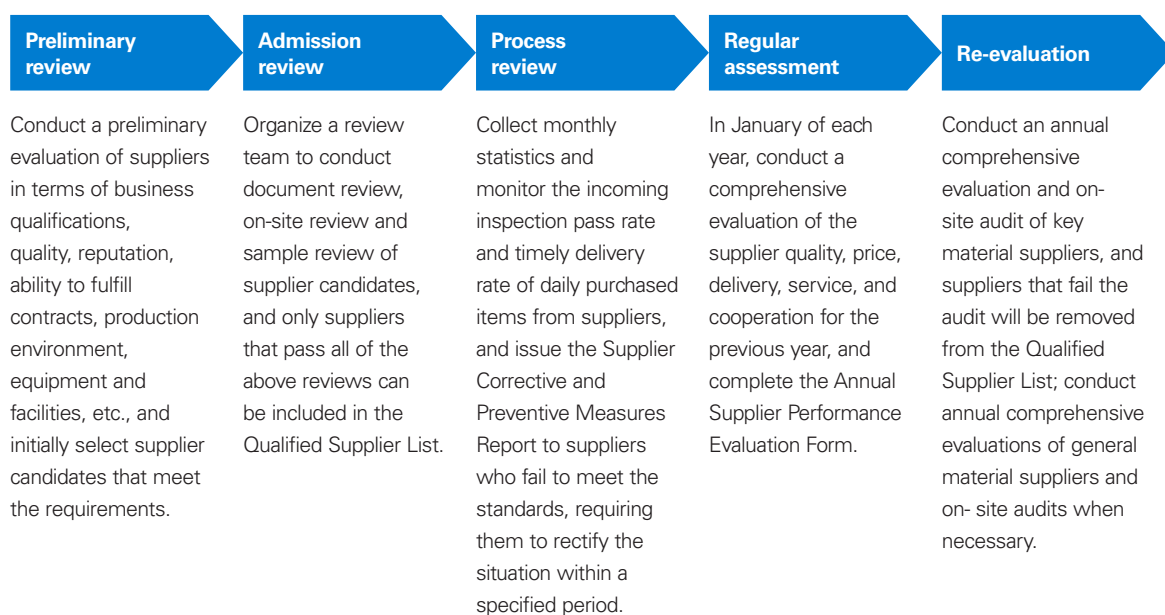 Preliminary
review
Conduct a preliminary
evaluation of suppliers
in terms of business
qualifications,
quality, reputation,
ability to fulfill
contracts, production
environment,
equipment and
facilities, etc., and
initially select supplier
candidates that meet
the requirements.
Admission
review
Organize a review
team to conduct
document review,
on-site review and
sample review of
supplier candidates,
and only suppliers
that pass all of the
above reviews can
be included in the
Qualified Supplier List.
Process
review
Collect monthly
statistics and
monitor the incoming
inspection pass rate
and timely delivery
rate of daily purchased
items from suppliers,
and issue the Supplier
Corrective and
Preventive Measures
Report to suppliers
who fail to meet the
standards, requiring
them to rectify the
situation within a
specified period.
Regular
assessment
In January of each
year, conduct a
comprehensive
evaluation of the
supplier quality, price,
delivery, service, and
cooperation for the
previous year, and
complete the Annual
Supplier Performance
Evaluation Form.
Re-evaluation
Conduct an annual
comprehensive
evaluation and on-
site audit of key
material suppliers, and
suppliers that fail the
audit will be removed
from the Qualified
Supplier List; conduct
annual comprehensive
evaluations of general
material suppliers and
on- site audits when
necessary.